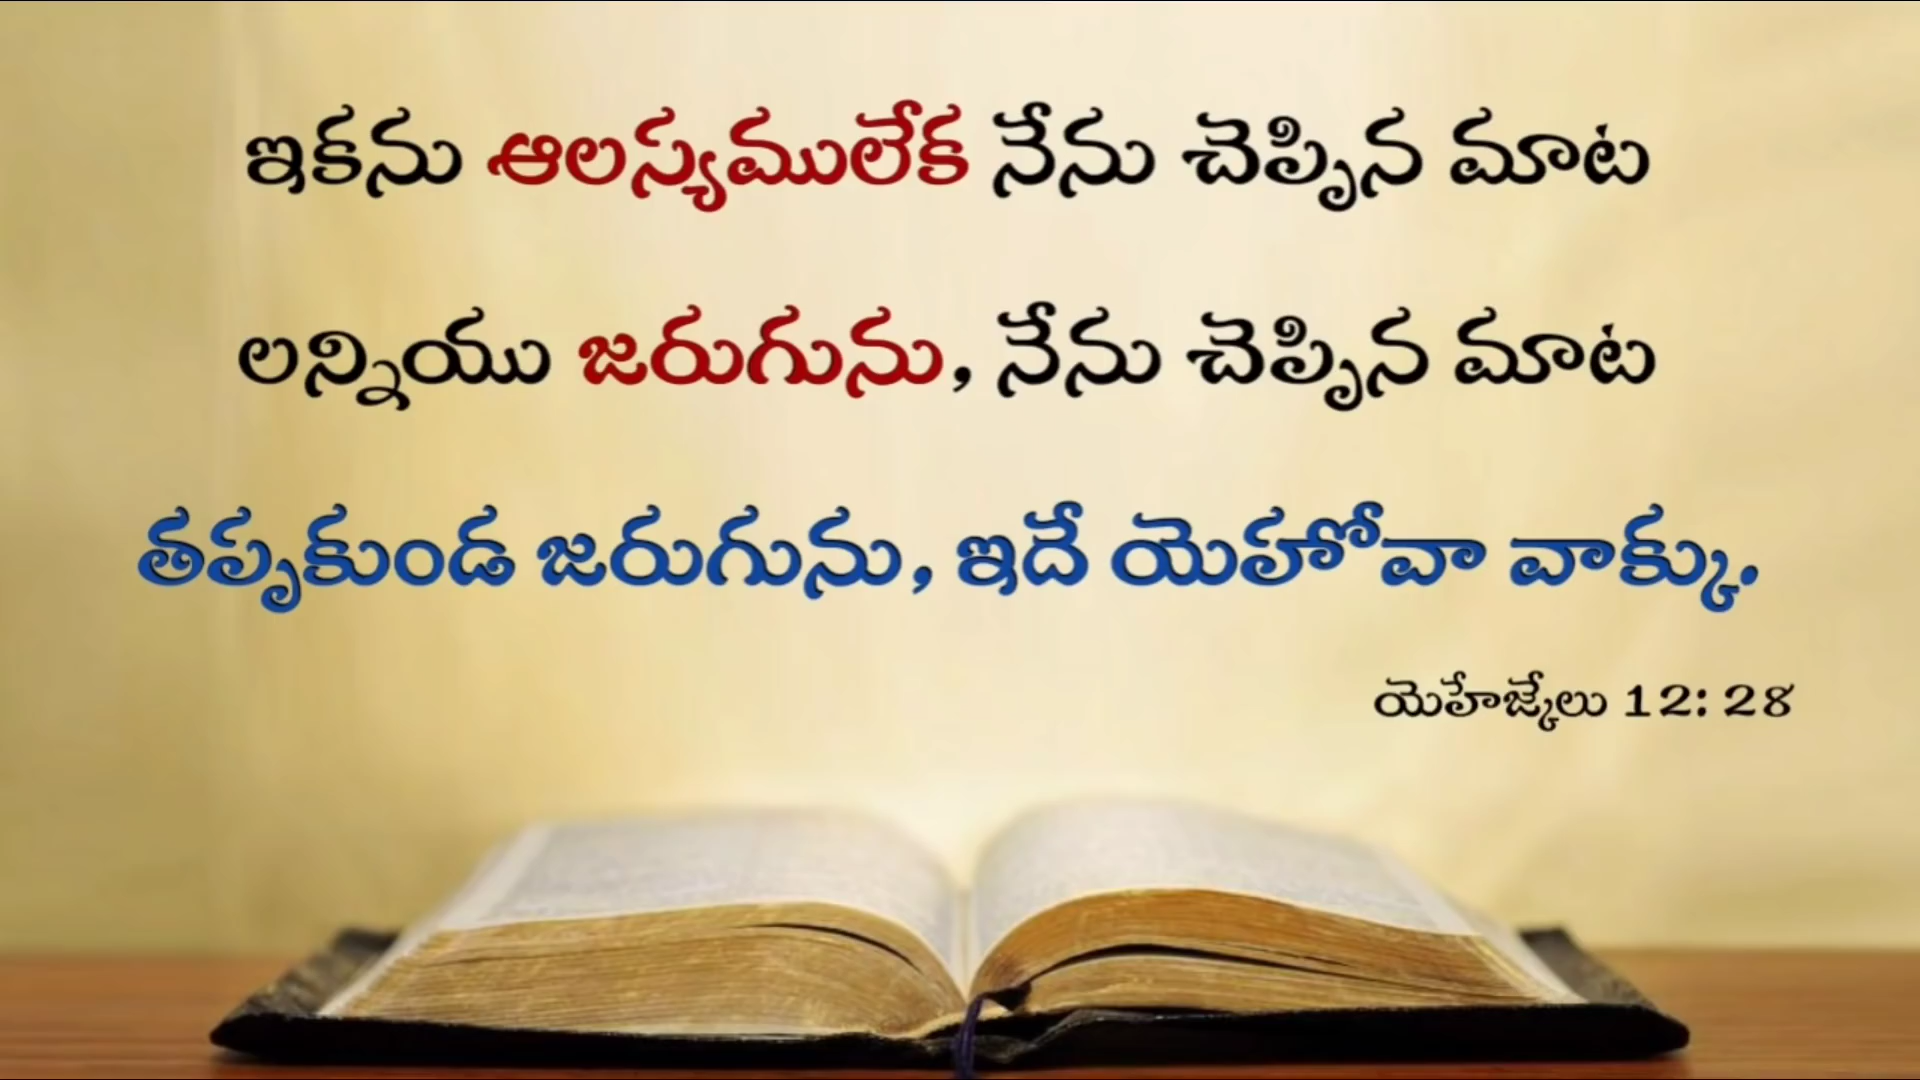 ఇకను ఆలస్యములేక నేను చెప్పిన మాట
లన్నియు జరుగును, నేను చెప్పిన మాట
తప్పకుండ జరుగును, ఇదే యెహోవా వాక్కు.
యెహేజ్కేలు 12: 28